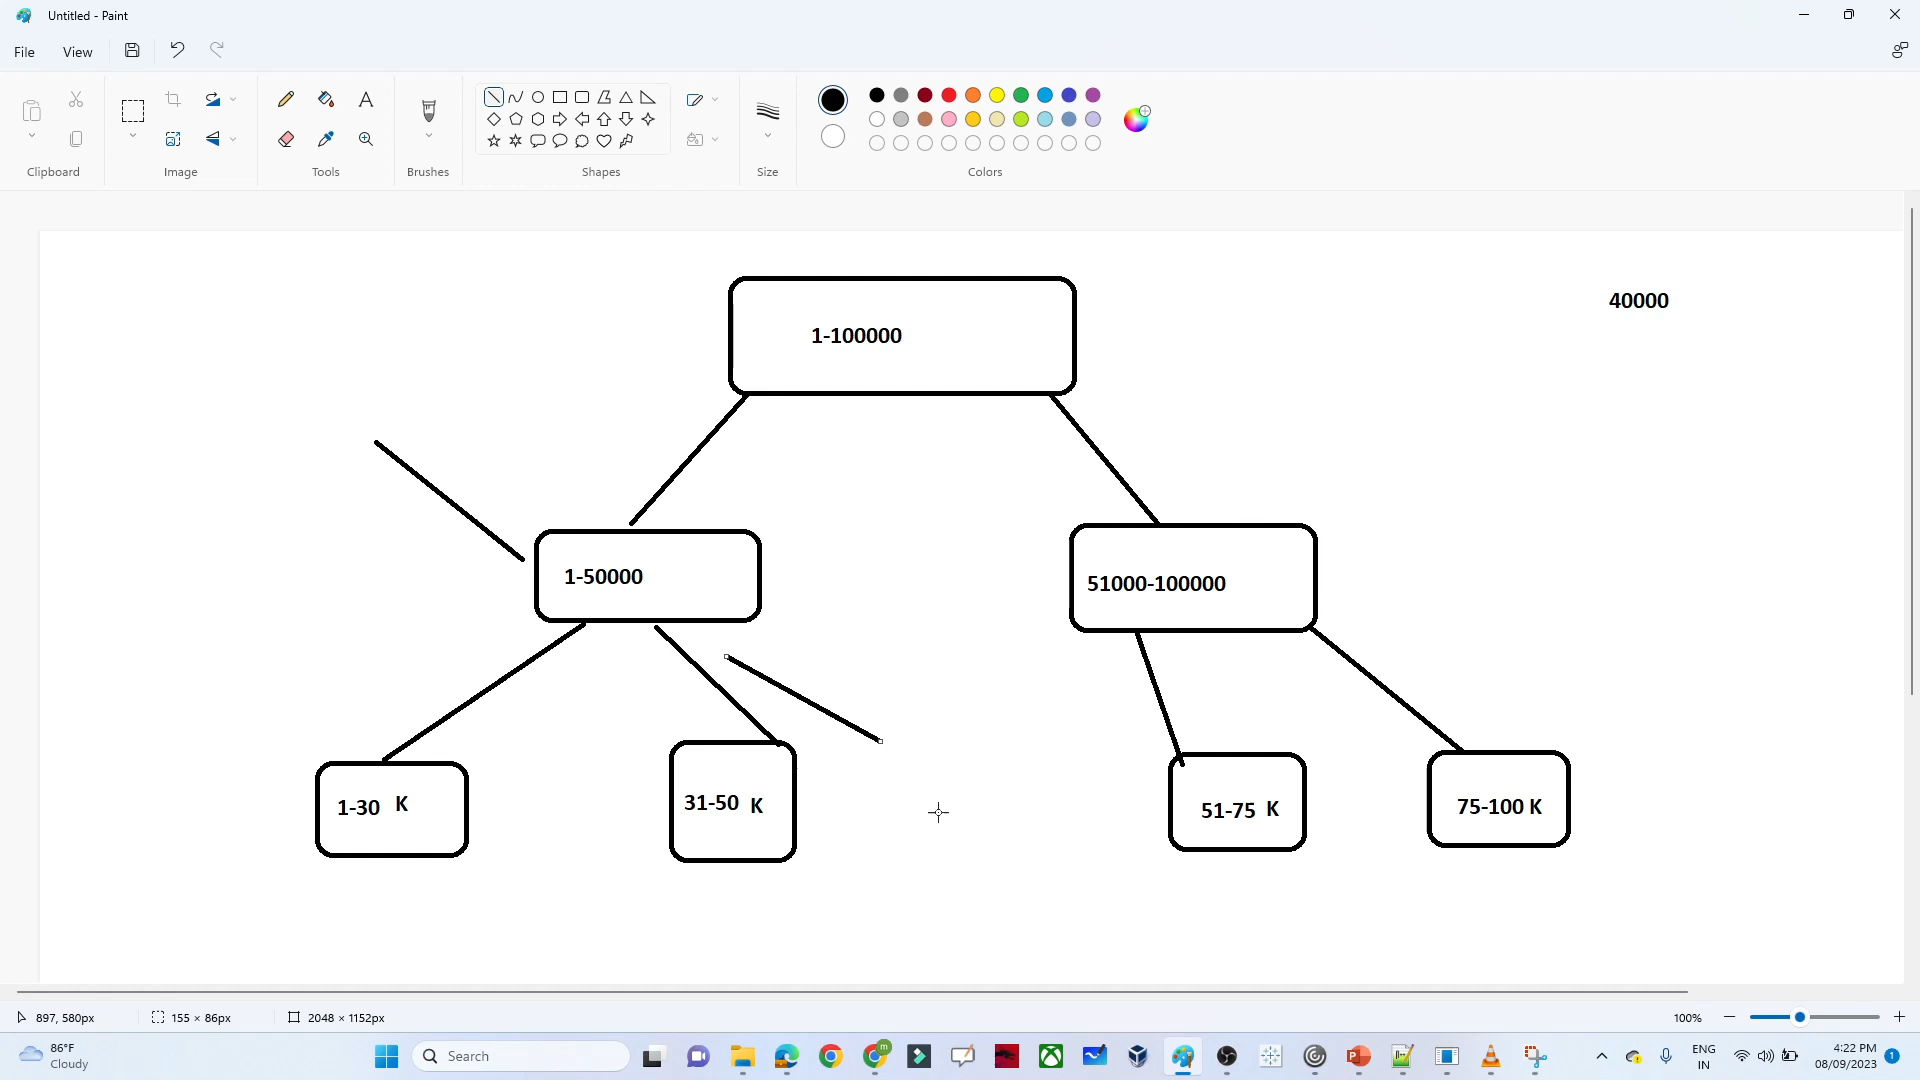 Untitled - Paint
File
View
Clipboard
Image
Tools
Brushes
Shapes
Size
Colors
40000
1-100000
1-50000
51000-100000
1-30 K
31-50 K
51-75 K
75-100 K
897, 580px
155 × 86px
2048 × 1152px
100%
86°F
Cloudy
Search
m
ENG
IN
4:22 PM
08/09/2023
1